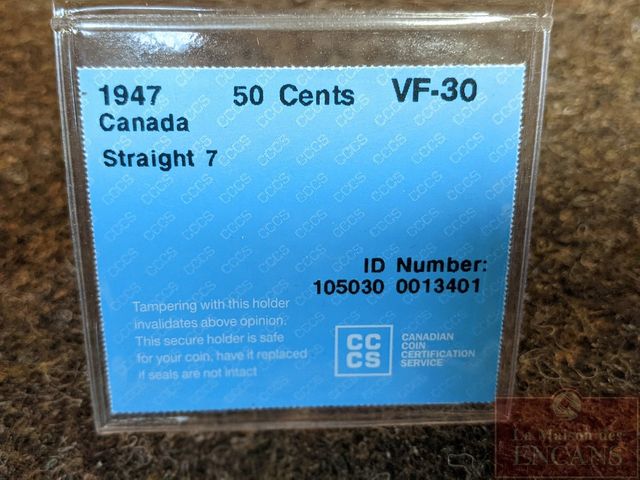 1947 50 Cents VF-30
Canada
Straight 7
ID Number:
105030 0013401
Tampering with this holder
invalidates above opinion.
This secure holder is safe
for your coin, have it replaced
if seals are not intact
CC
CS
CANADIAN
COIN
CERTIFICATION
SERVICE
La Maison des
ENCANS